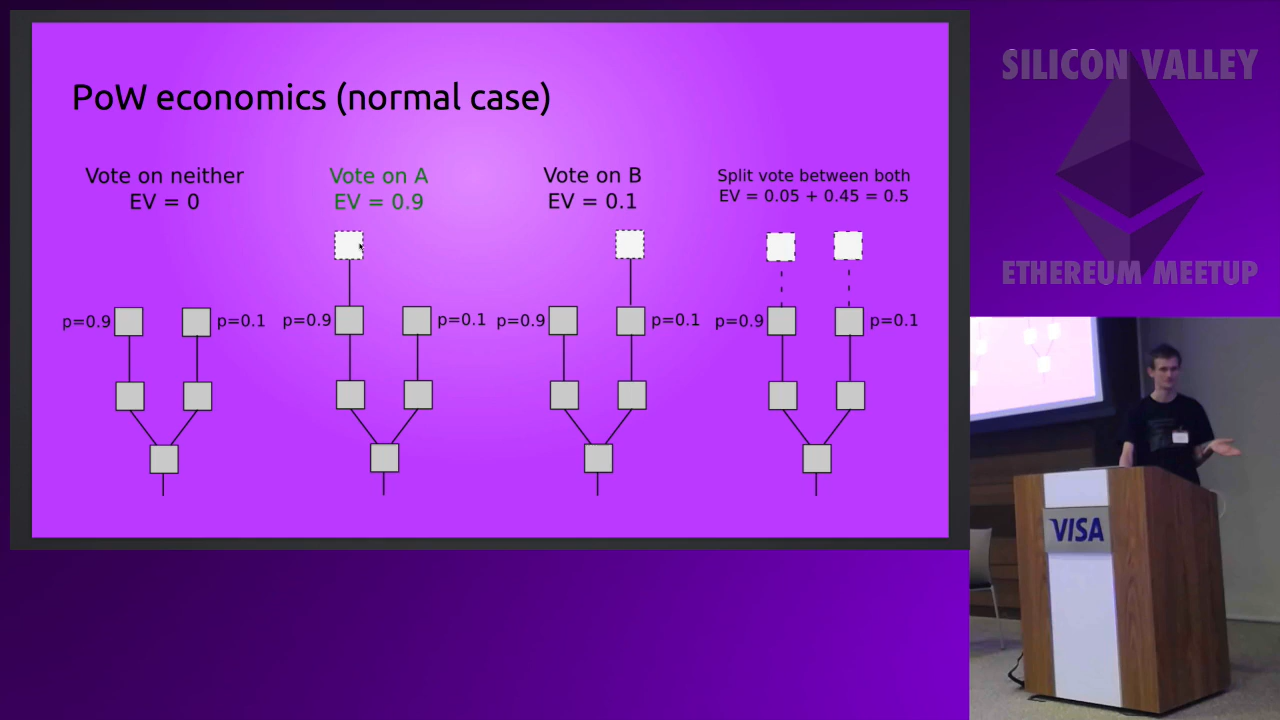 PoW economics (normal case)
Vote on neither
EV = 0
Vote on A
EV = 0.9
Vote on B
EV = 0.1
Split vote between both
EV = 0.05 + 0.45 = 0.5
p=0.9
p=0.1
p=0.9
p=0.1
p=0.9
p=0.1
p=0.9
p=0.1
SILICON VALLEY
ETHEREUM MEETUP
VISA